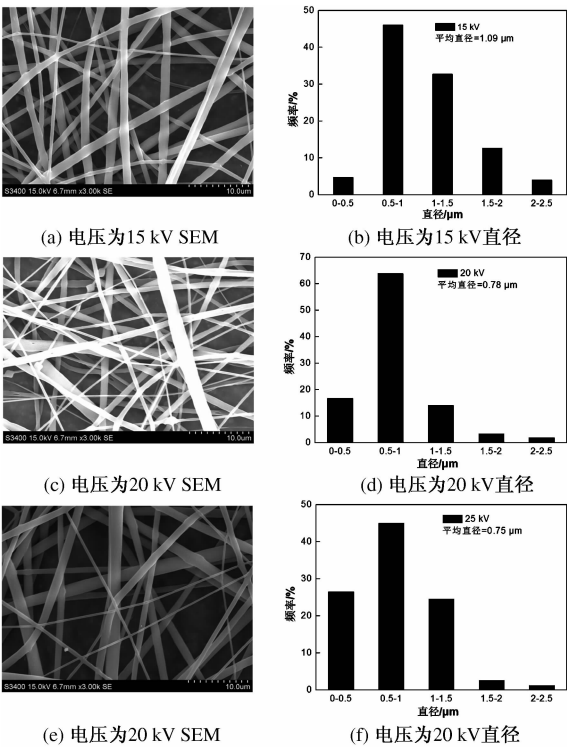 S3400 15.0kV 6.7mm x3.00k SE 10.0um
50
40
30
20
10
0
频率/%
15 kV
平均直径=1.09 μm
0-0.5 0.5-1 1-1.5 1.5-2 2-2.5
直径/μm
(a) 电压为15 kV SEM
(b) 电压为15 kV直径
S3400 15.0kV 6.7mm x3.00k SE 10.0um
70
60
50
40
30
20
10
0
频率/%
20 kV
平均直径=0.78 μm
0-0.5 0.5-1 1-1.5 1.5-2 2-2.5
直径/μm
(c) 电压为20 kV SEM
(d) 电压为20 kV直径
S3400 15.0kV 6.7mm x3.00k SE 10.0um
50
40
30
20
10
0
频率/%
25 kV
平均直径=0.75 μm
0-0.5 0.5-1 1-1.5 1.5-2 2-2.5
直径/μm
(e) 电压为20 kV SEM
(f) 电压为20 kV直径